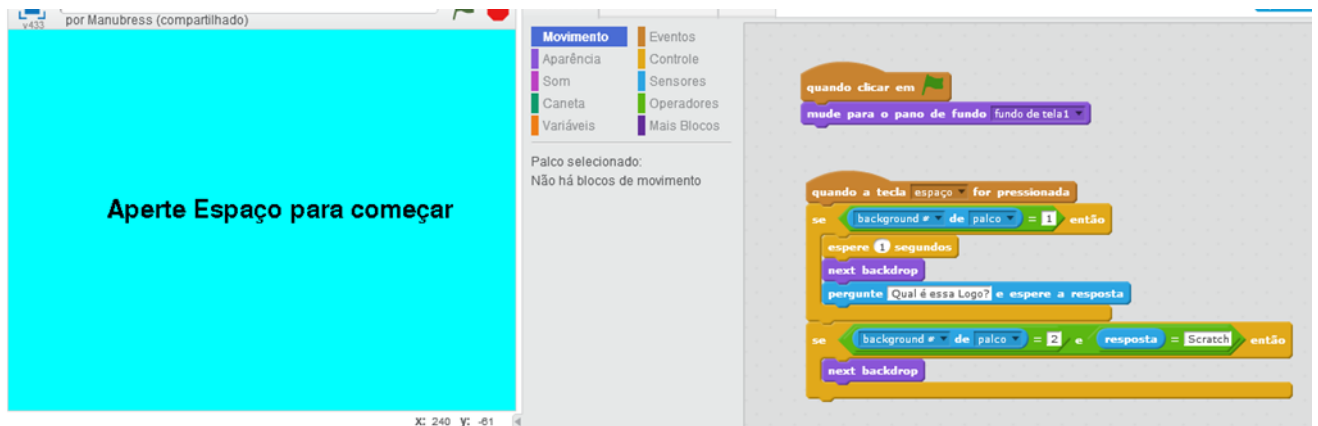 v433
por Manubress (compartilhado)
Aperte Espaço para começar
X: 240 Y: -61
Movimento
Aparência
Som
Caneta
Variáveis
Eventos
Controle
Sensores
Operadores
Mais Blocos
Palco selecionado:
Não há blocos de movimento
quando clicar em
mude para o pano de fundo fundo de tela1
quando a tecla espaço for pressionada
se background # de palco = 1 então
espere 1 segundos
next backdrop
pergunte Qual é essa Logo? e espere a resposta
se background # de palco = 2 e resposta = Scratch então
next backdrop